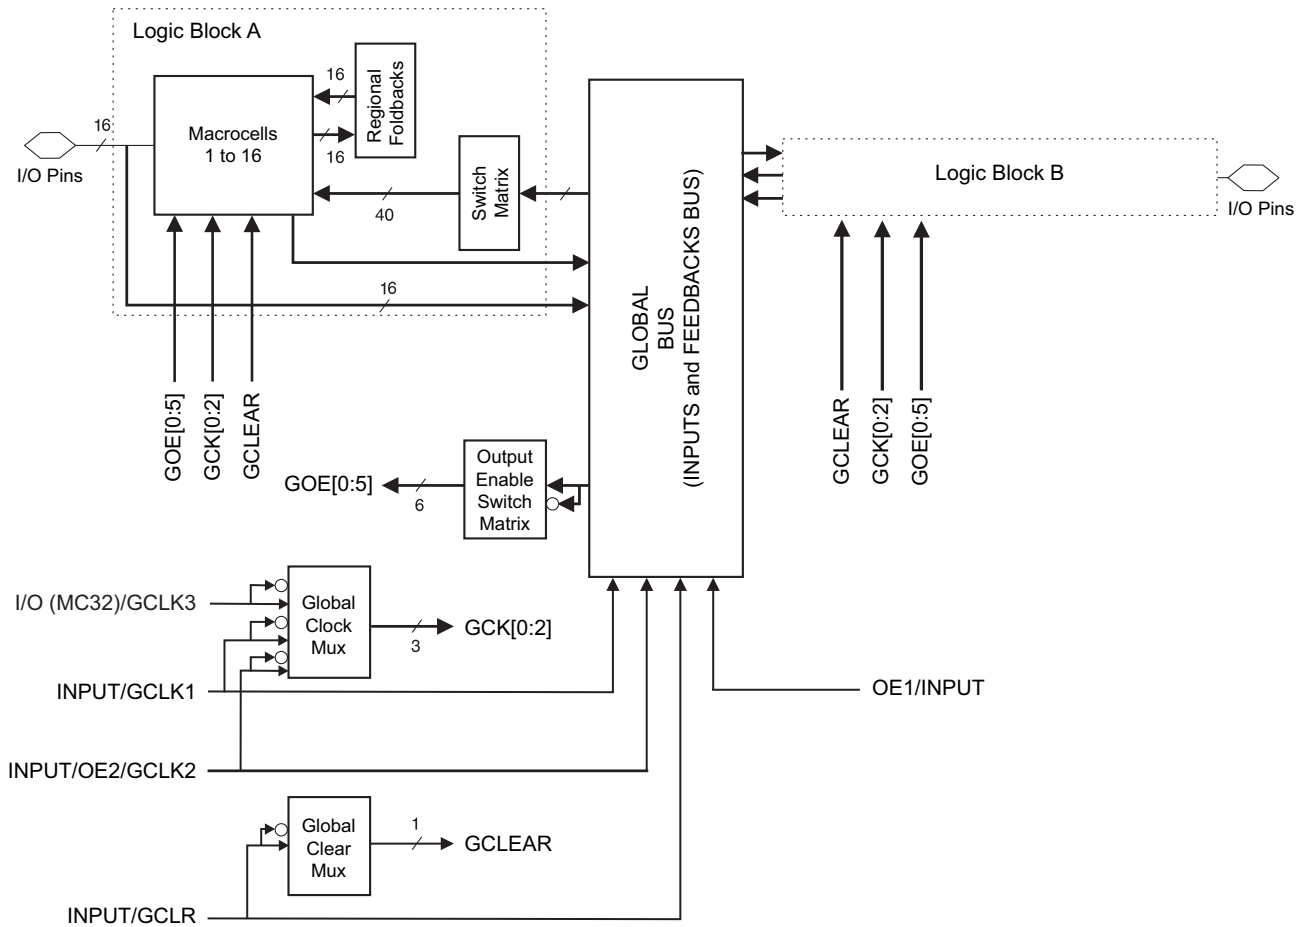 Logic Block A
16
Regional
Foldbacks
16
Macrocells
1 to 16
16
I/O Pins
40
Switch
Matrix
16
GOE[0:5]
GCK[0:2]
GCLEAR
GLOBAL
BUS
(INPUTS and FEEDBACKS BUS)
Logic Block B
I/O Pins
GCLEAR
GCK[0:2]
GOE[0:5]
GOE[0:5]
6
Output
Enable
Switch
Matrix
I/O (MC32)/GCLK3
Global
Clock
Mux
3
GCK[0:2]
INPUT/GCLK1
OE1/INPUT
INPUT/OE2/GCLK2
Global
Clear
Mux
1
GCLEAR
INPUT/GCLR